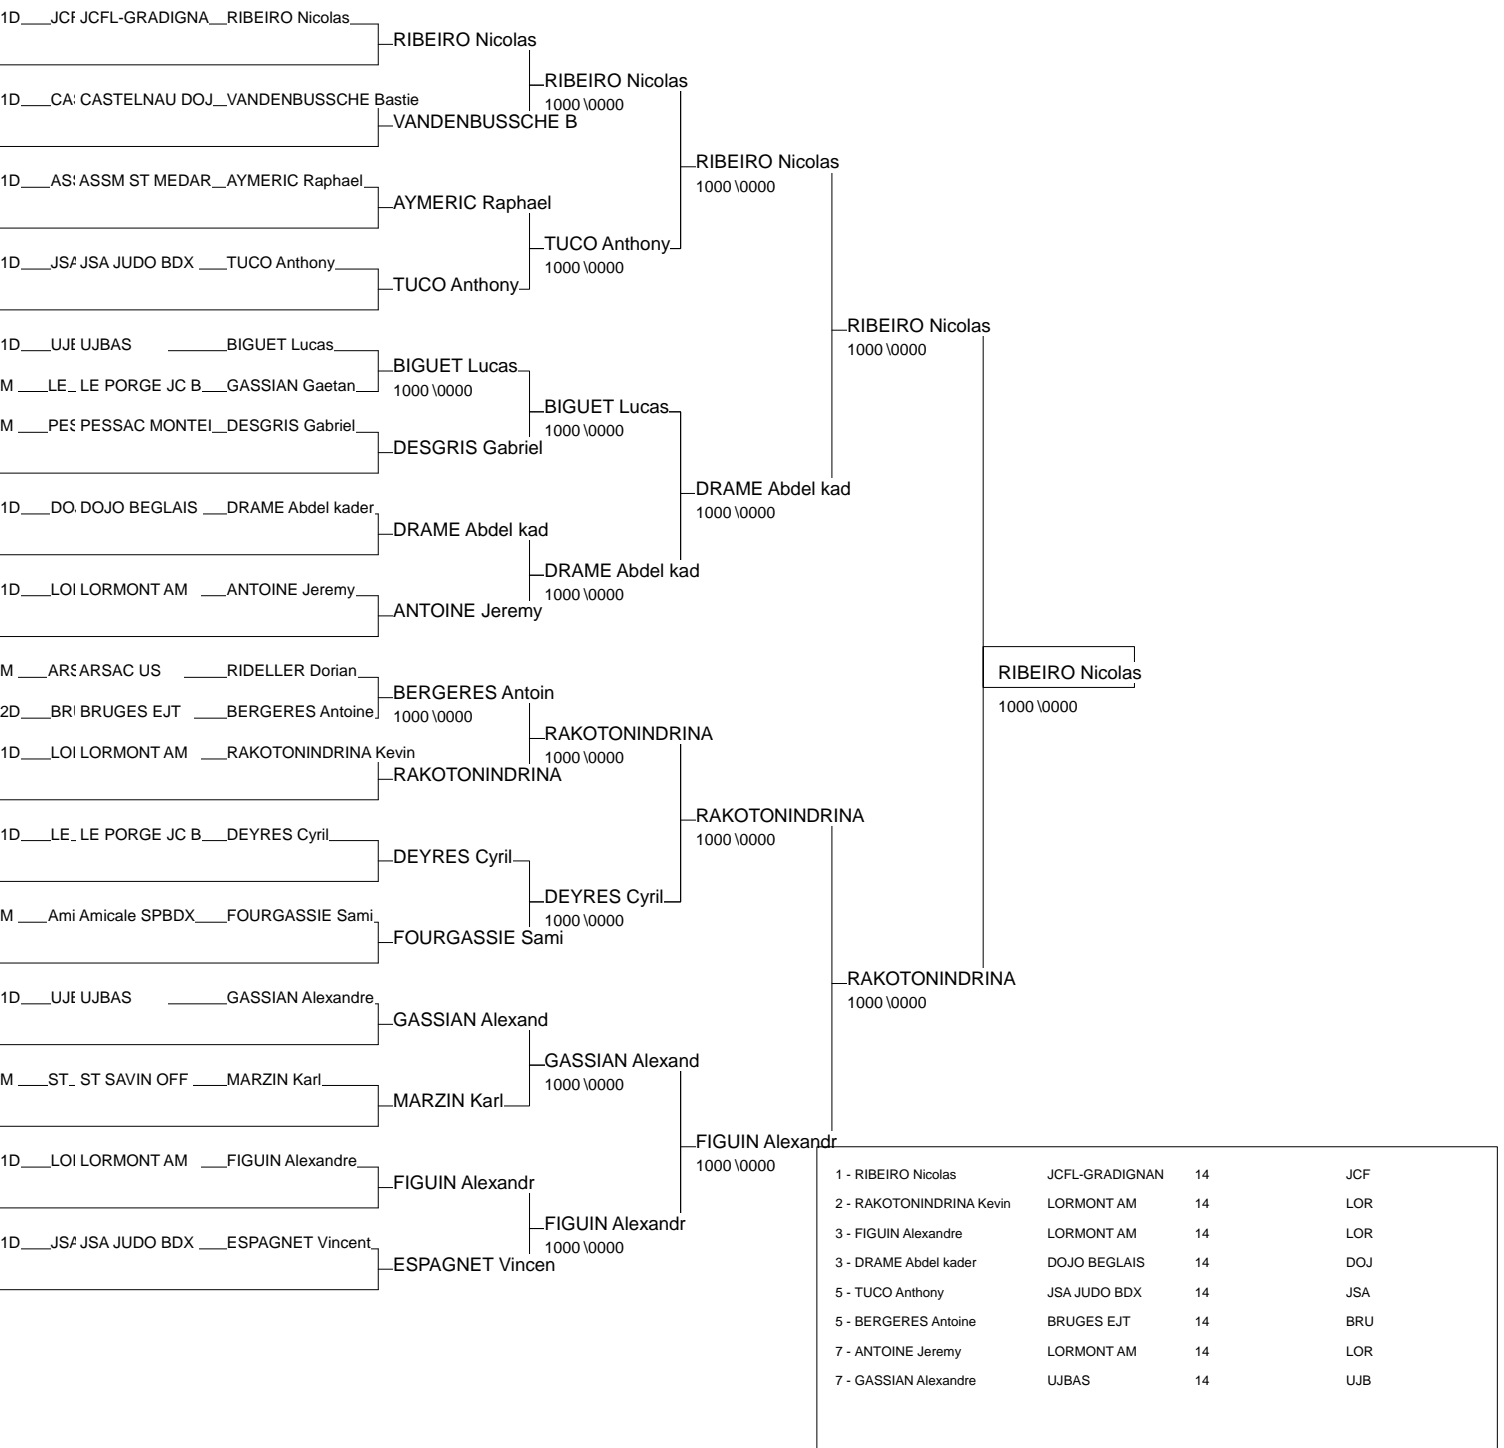 1D JCF JCFL-GRADIGNA RIBEIRO Nicolas
RIBEIRO Nicolas
RIBEIRO Nicolas
1000 \0000
1D CAS CASTELNAU DOJ VANDENBUSSCHE Bastie
VANDENBUSSCHE B
RIBEIRO Nicolas
1000 \0000
1D ASS ASSM ST MEDAR AYMERIC Raphael
AYMERIC Raphael
TUCO Anthony
1000 \0000
1D JSA JSA JUDO BDX TUCO Anthony
TUCO Anthony
RIBEIRO Nicolas
1000 \0000
1D UJB UJBAS BIGUET Lucas
BIGUET Lucas
1000 \0000
M LE_ LE PORGE JC B GASSIAN Gaetan
BIGUET Lucas
1000 \0000
M PES PESSAC MONTEI DESGRIS Gabriel
DESGRIS Gabriel
DRAME Abdel kad
1000 \0000
1D DOJ DOJO BEGLAIS DRAME Abdel kader
DRAME Abdel kad
DRAME Abdel kad
1000 \0000
1D LOR LORMONT AM ANTOINE Jeremy
ANTOINE Jeremy
RIBEIRO Nicolas
1000 \0000
M ARS ARSAC US RIDELLER Dorian
BERGERES Antoin
1000 \0000
2D BRU BRUGES EJT BERGERES Antoine
RAKOTONINDRINA
1000 \0000
1D LOR LORMONT AM RAKOTONINDRINA Kevin
RAKOTONINDRINA
RAKOTONINDRINA
1000 \0000
1D LE_ LE PORGE JC B DEYRES Cyril
DEYRES Cyril
DEYRES Cyril
1000 \0000
M Ami Amicale SPBDX FOURGASSIE Sami
FOURGASSIE Sami
RAKOTONINDRINA
1000 \0000
1D UJB UJBAS GASSIAN Alexandre
GASSIAN Alexand
GASSIAN Alexand
1000 \0000
M ST_ ST SAVIN OFF MARZIN Karl
MARZIN Karl
FIGUIN Alexandr
1000 \0000
1D LOR LORMONT AM FIGUIN Alexandre
FIGUIN Alexandr
FIGUIN Alexandr
1000 \0000
1D JSA JSA JUDO BDX ESPAGNET Vincent
ESPAGNET Vincen
1 - RIBEIRO Nicolas JCFL-GRADIGNAN 14 JCF
2 - RAKOTONINDRINA Kevin LORMONT AM 14 LOR
3 - FIGUIN Alexandre LORMONT AM 14 LOR
3 - DRAME Abdel kader DOJO BEGLAIS 14 DOJ
5 - TUCO Anthony JSA JUDO BDX 14 JSA
5 - BERGERES Antoine BRUGES EJT 14 BRU
7 - ANTOINE Jeremy LORMONT AM 14 LOR
7 - GASSIAN Alexandre UJBAS 14 UJB